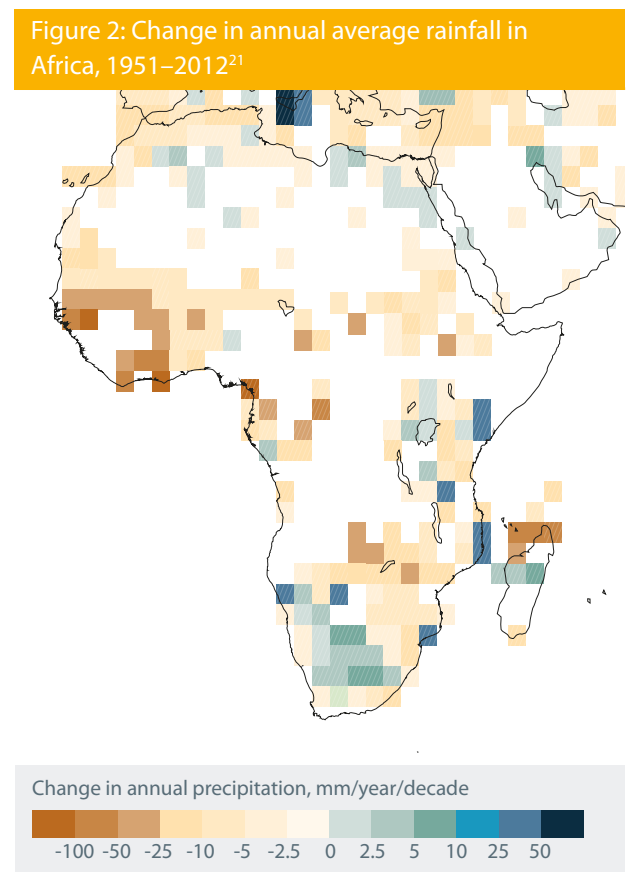 Figure 2: Change in annual average rainfall in
Africa, 1951–2012²¹
Change in annual precipitation, mm/year/decade
-100 -50 -25 -10 -5 -2.5 0 2.5 5 10 25 50